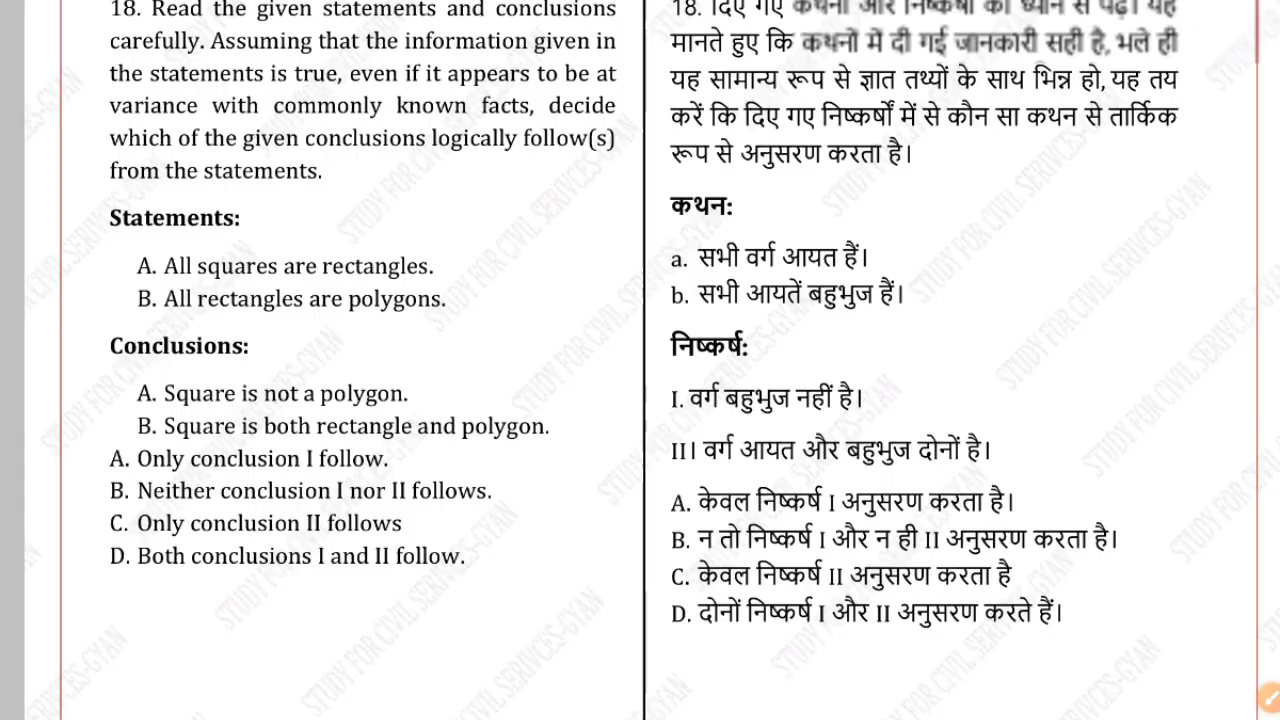 18. Read the given statements and conclusions
carefully. Assuming that the information given in
the statements is true, even if it appears to be at
variance with commonly known facts, decide
which of the given conclusions logically follow(s)
from the statements.
Statements:
A. All squares are rectangles.
B. All rectangles are polygons.
Conclusions:
A. Square is not a polygon.
B. Square is both rectangle and polygon.
A. Only conclusion I follow.
B. Neither conclusion I nor II follows.
C. Only conclusion II follows
D. Both conclusions I and II follow.
18. दिए गए कथनों और निष्कर्षों को ध्यान से पढ़ें। यह
मानते हुए कि कथनों में दी गई जानकारी सही है, भले ही
यह सामान्य रूप से ज्ञात तथ्यों के साथ भिन्न हो, यह तय
करें कि दिए गए निष्कर्षों में से कौन सा कथन से तार्किक
रूप से अनुसरण करता है।
कथन:
a. सभी वर्ग आयत हैं।
b. सभी आयतें बहुभुज हैं।
निष्कर्ष:
I. वर्ग बहुभुज नहीं है।
II। वर्ग आयत और बहुभुज दोनों है।
A. केवल निष्कर्ष I अनुसरण करता है।
B. न तो निष्कर्ष I और न ही II अनुसरण करता है।
C. केवल निष्कर्ष II अनुसरण करता है
D. दोनों निष्कर्ष I और II अनुसरण करते हैं।
STUDY FOR CIVIL SERIVCES-GYAN